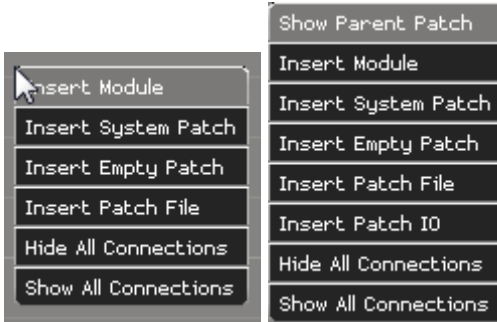 Insert Module
Insert System Patch
Insert Empty Patch
Insert Patch File
Hide All Connections
Show All Connections
Show Parent Patch
Insert Module
Insert System Patch
Insert Empty Patch
Insert Patch File
Insert Patch IO
Hide All Connections
Show All Connections